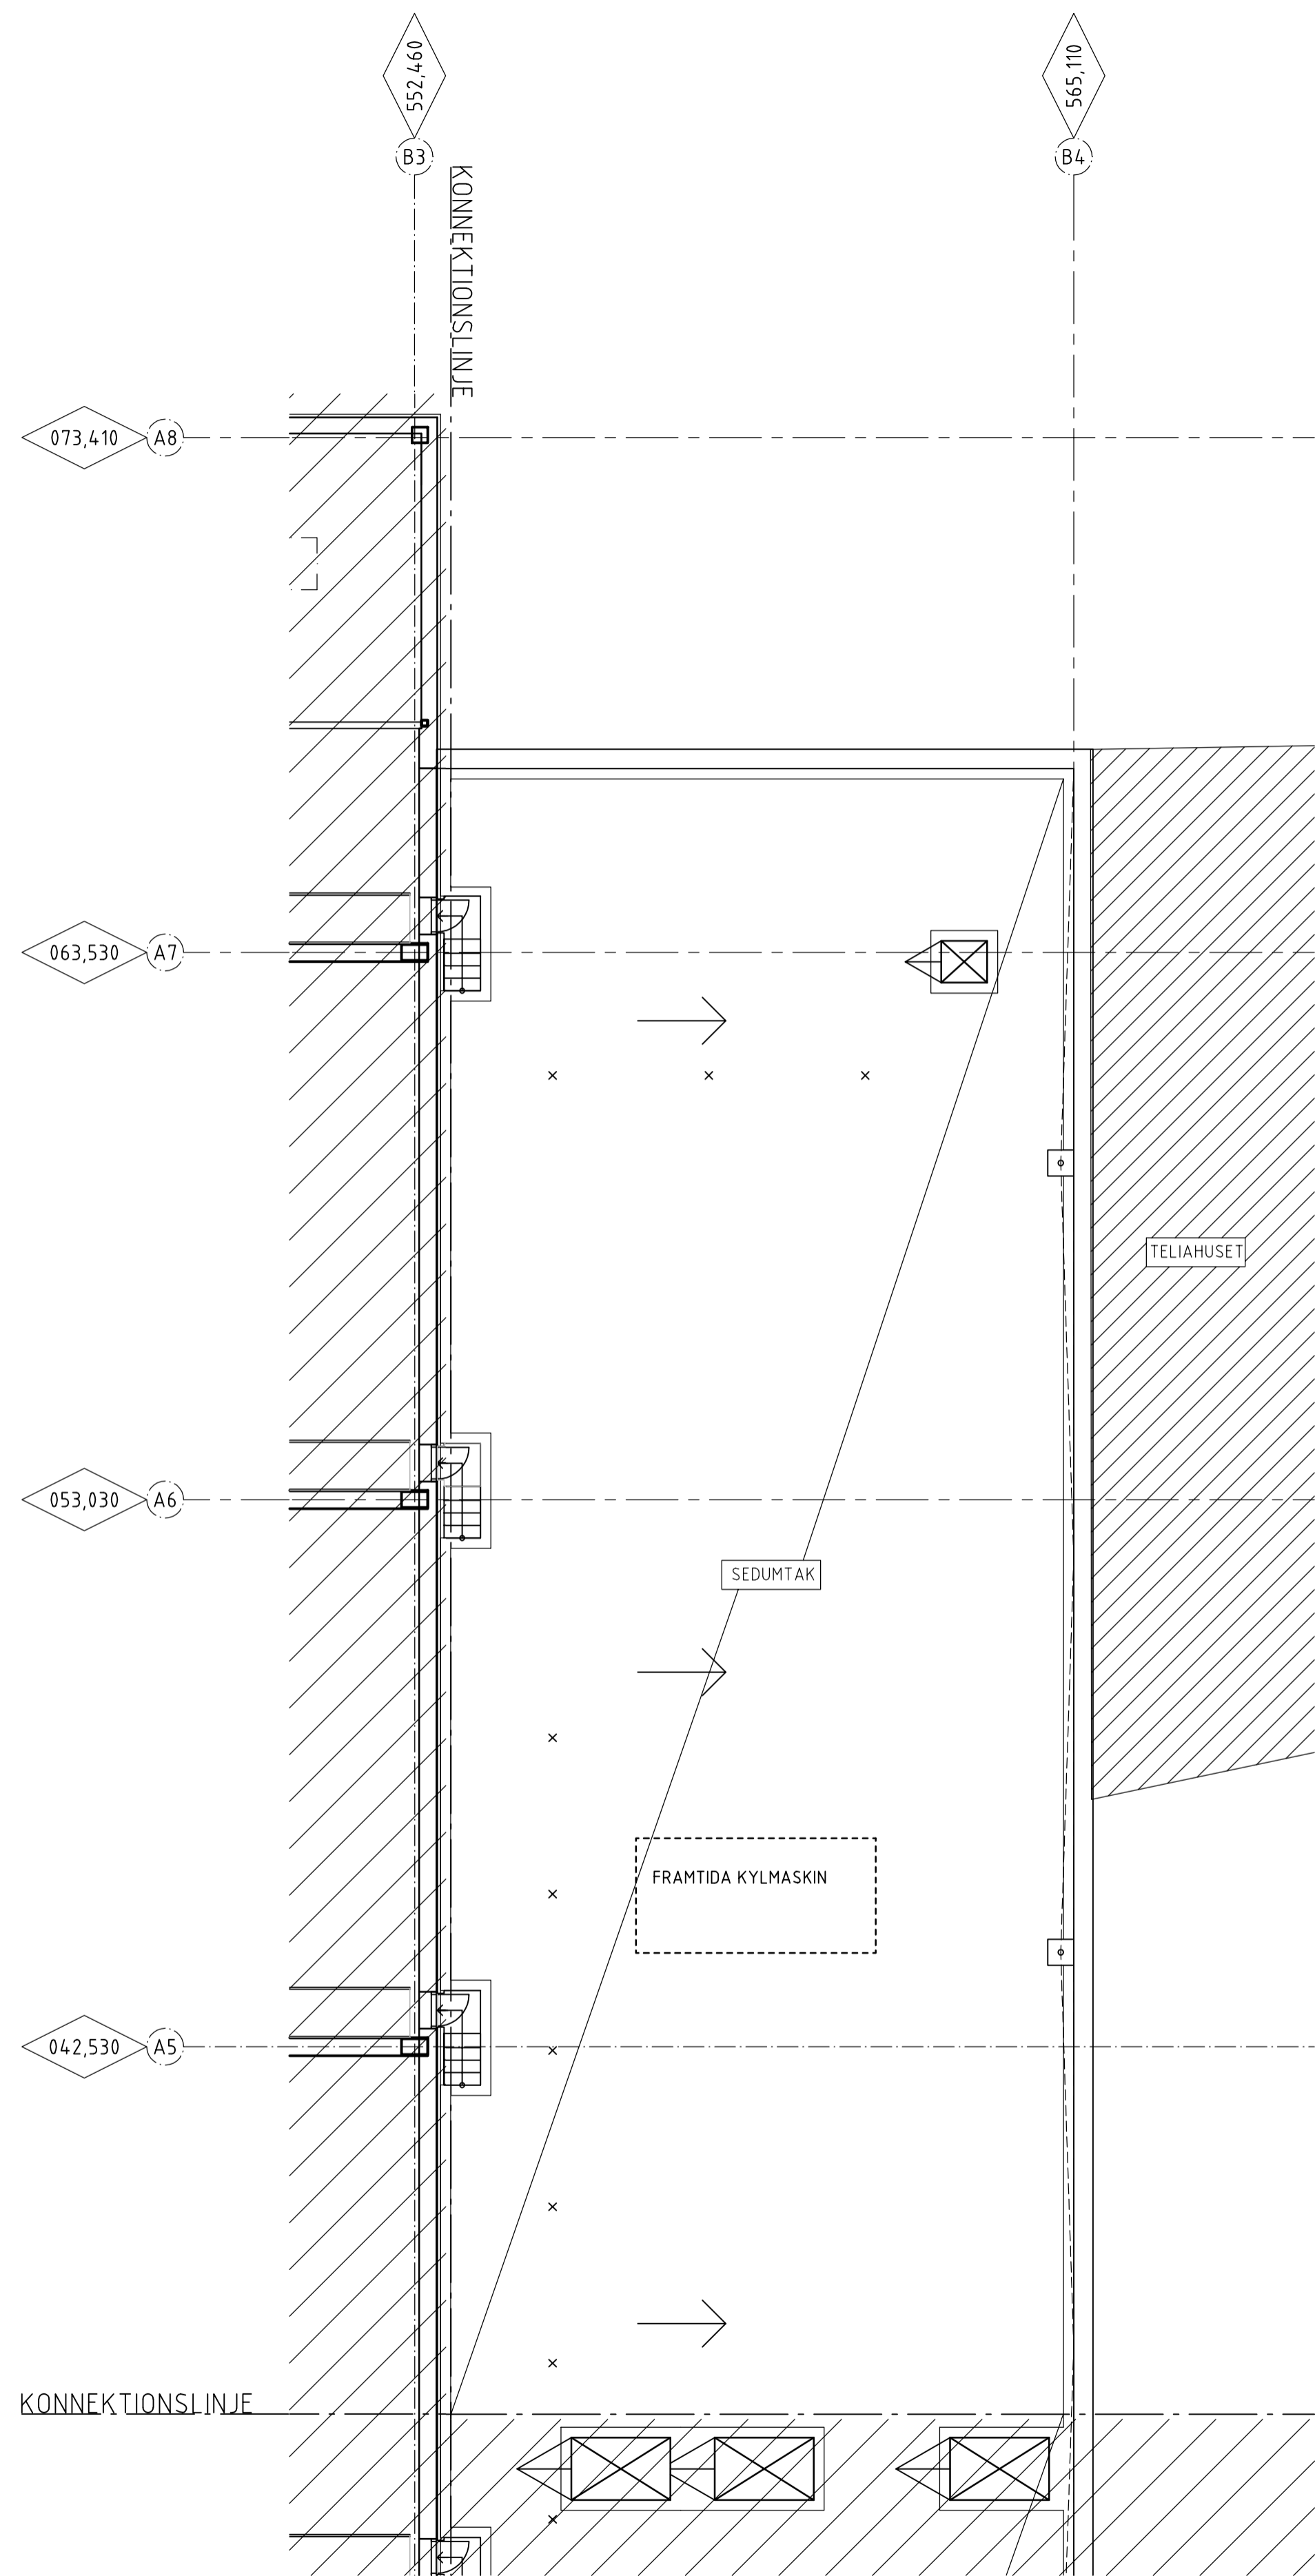 552,460
565,110
B3
B4
KONNEKTIONSLINJE
073,410
A8
063,530
A7
TELIAHUSET
053,030
A6
SEDUMTAK
FRAMTIDA KYLMASKIN
042,530
A5
KONNEKTIONSLINJE